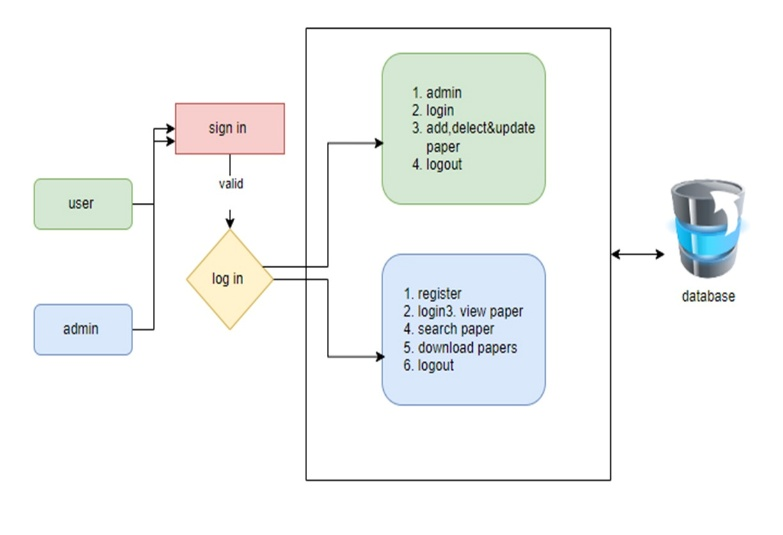 user
admin
sign in
valid
log in
1. admin
2. login
3. add,delect&update
paper
4. logout
1. register
2. login3. view paper
4. search paper
5. download papers
6. logout
database